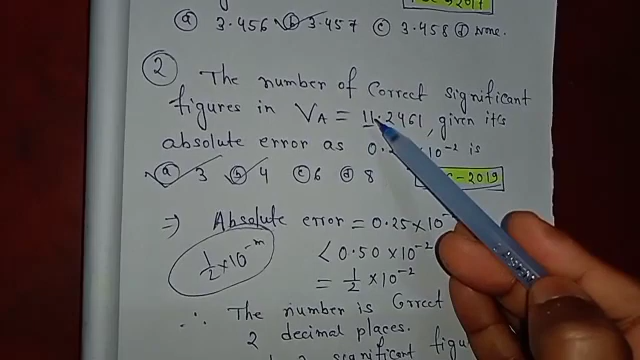 (a) 3.456 (b) 3.457 (c) 3.458 (d) None.
(2) The number of Correct significant
figures in V_A = 11.2461, given its
absolute error as 0.2 10⁻² is
(a) 3 (b) 4 (c) 6 (d) 8 - 2019
⇒ Absolute error = 0.25 × 10⁻
1/2 × 10⁻ᵐ < 0.50 × 10⁻²
= 1/2 × 10⁻²
∴ The number is Correct
2 decimal places.
significant